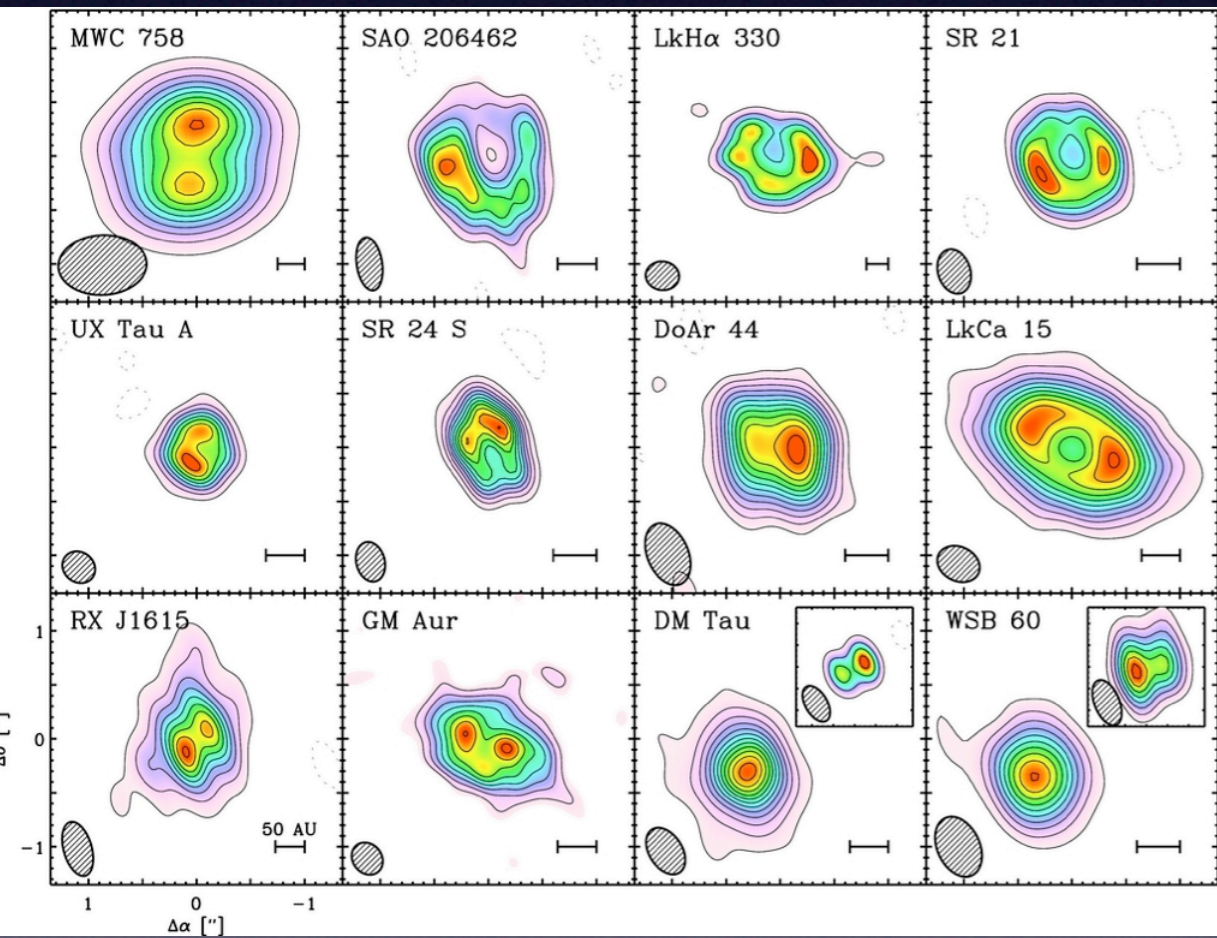 MWC 758
SAO 206462
LkHα 330
SR 21
UX Tau A
SR 24 S
DoAr 44
LkCa 15
RX J1615
GM Aur
DM Tau
WSB 60
1
0
−1
50 AU
1 0 −1
Δα ["]